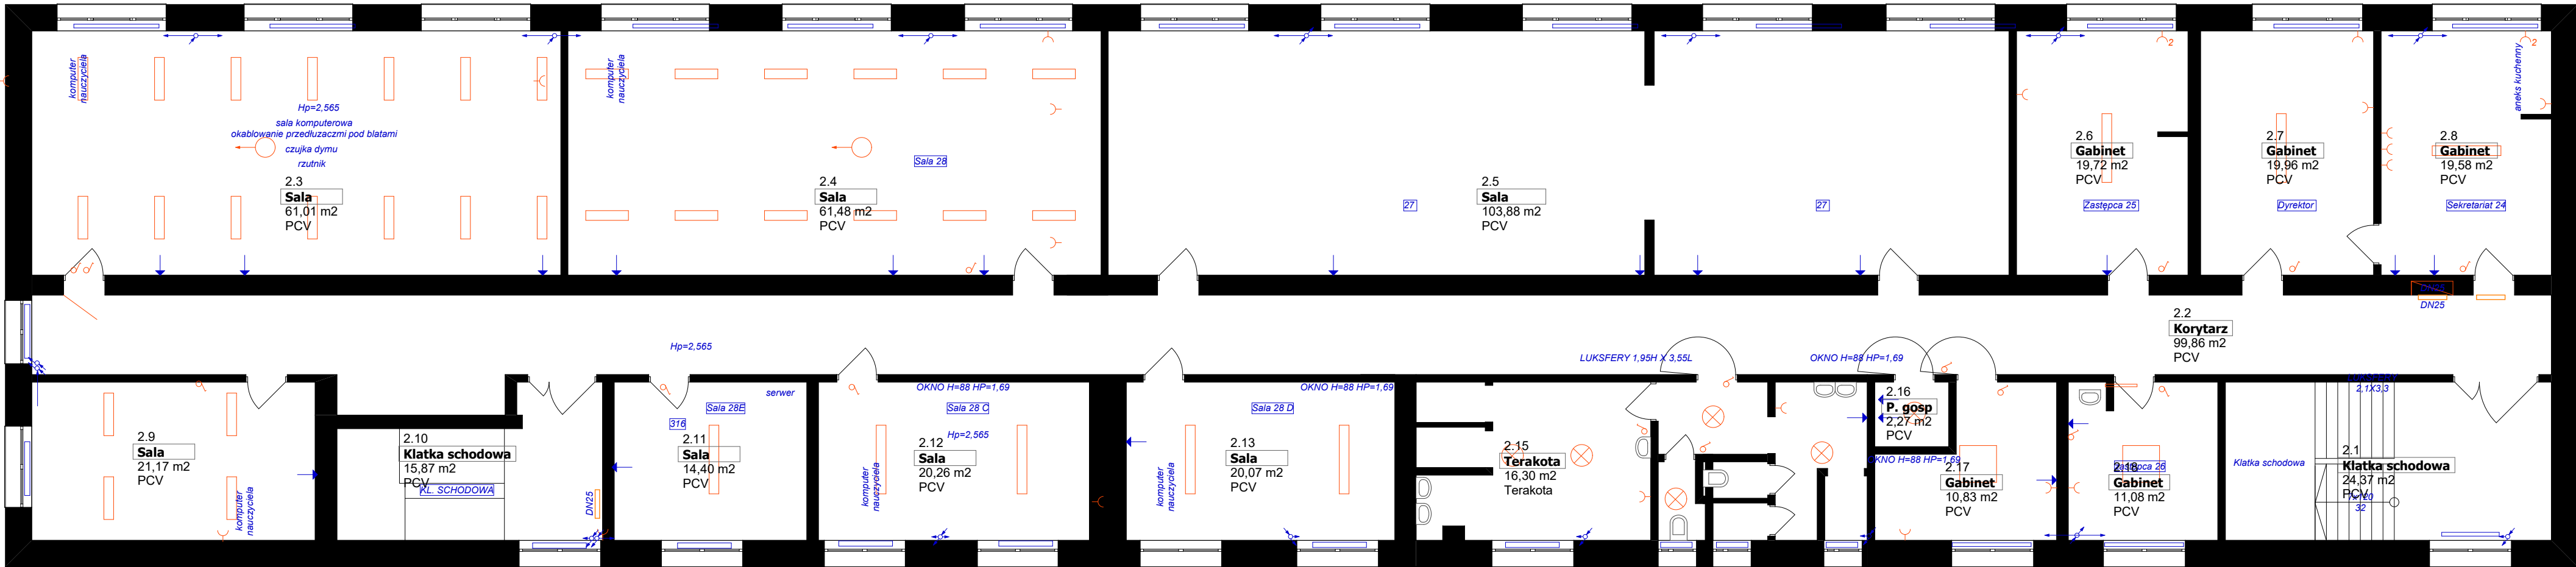 komputer
nauczyciela
Hp=2,565
sala komputerowa
okablowanie przedłuzaczmi pod blatami
czujka dymu
rzutnik
2.3
Sala
61,01 m2
PCV
komputer
nauczyciela
Sala 28
2.4
Sala
61,48 m2
PCV
27
2.5
Sala
103,88 m2
PCV
27
2
2.6
Gabinet
19,72 m2
PCV
Zastępca 25
2.7
Gabinet
19,96 m2
PCV
Dyrektor
2
aneks kuchenny
2.8
Gabinet
19,58 m2
PCV
Sekretariat 24
DN25
DN25
2.2
Korytarz
99,86 m2
PCV
Hp=2,565
LUKSFERY 1,95H X 3,55L
OKNO H=88 HP=1,69
2.9
Sala
21,17 m2
PCV
komputer
nauczyciela
2.10
Klatka schodowa
15,87 m2
PCV
KL. SCHODOWA
DN25
Sala 28E
serwer
316
2.11
Sala
14,40 m2
PCV
OKNO H=88 HP=1,69
Sala 28 C
Hp=2,565
2.12
Sala
20,26 m2
PCV
komputer
nauczyciela
OKNO H=88 HP=1,69
Sala 28 D
2.13
Sala
20,07 m2
PCV
komputer
nauczyciela
2.15
Terakota
16,30 m2
Terakota
2.16
P. gosp
2,27 m2
PCV
OKNO H=88 HP=1,69
2.17
Gabinet
10,83 m2
PCV
Zastępca 26
2.18
Gabinet
11,08 m2
PCV
Klatka schodowa
LUKSFERY
2,1X3,3
2.1
Klatka schodowa
24,37 m2
PCV
32